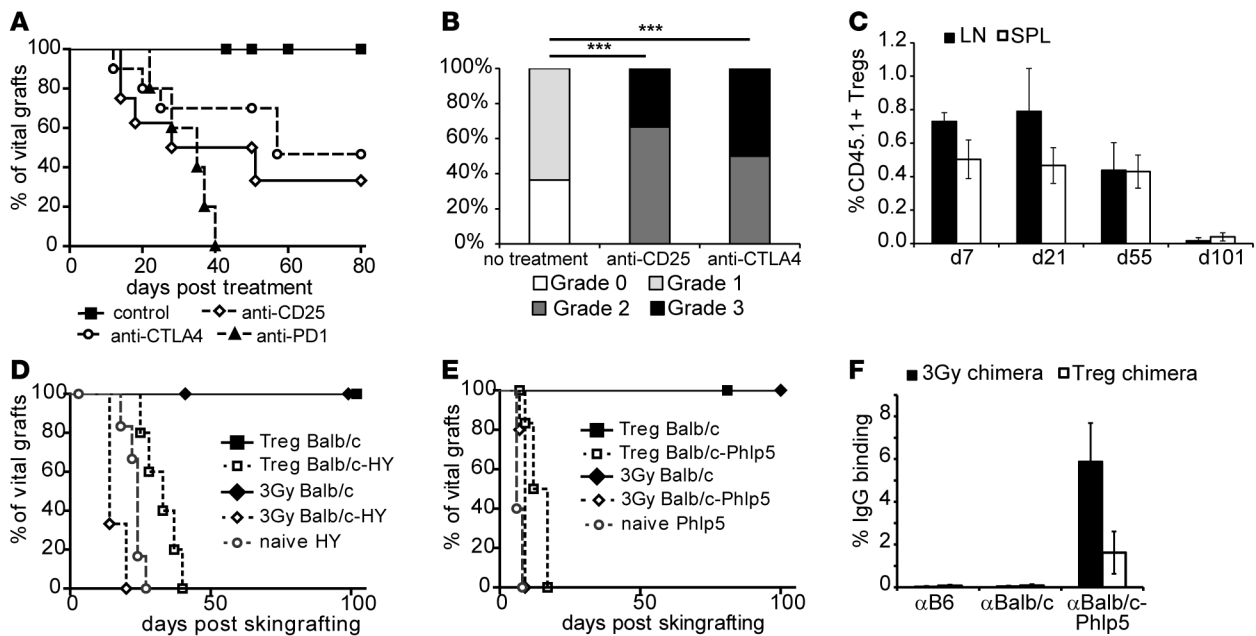 A
% of vital grafts
100
80
60
40
20
0
0 20 40 60 80
days post treatment
control
anti-CD25
anti-CTLA4
anti-PD1
B
***
***
100%
80%
60%
40%
20%
0%
no treatment anti-CD25 anti-CTLA4
Grade 0 Grade 1
Grade 2 Grade 3
C
LN SPL
%CD45.1+ Tregs
1.2
0.8
0.4
0.0
d7 d21 d55 d101
D
% of vital grafts
100
80
60
40
20
0
Treg Balb/c
Treg Balb/c-HY
3Gy Balb/c
3Gy Balb/c-HY
naive HY
0 50 100
days post skingrafting
E
% of vital grafts
100
80
60
40
20
0
Treg Balb/c
Treg Balb/c-Phlp5
3Gy Balb/c
3Gy Balb/c-Phlp5
naive Phlp5
0 50 100
days post skingrafting
F
3Gy chimera Treg chimera
% IgG binding
8
6
4
2
0
αB6 αBalb/c αBalb/c-
Phlp5